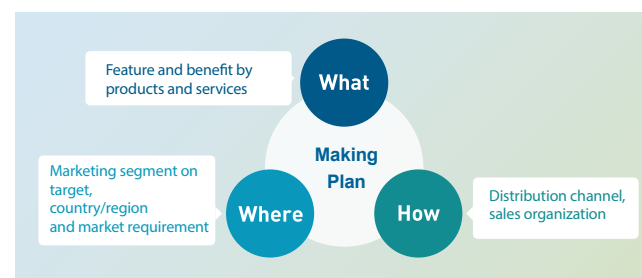 Feature and benefit by
products and services
What
Making
Plan
Marketing segment on
target,
country/region
and market requirement
Where
How
Distribution channel,
sales organization